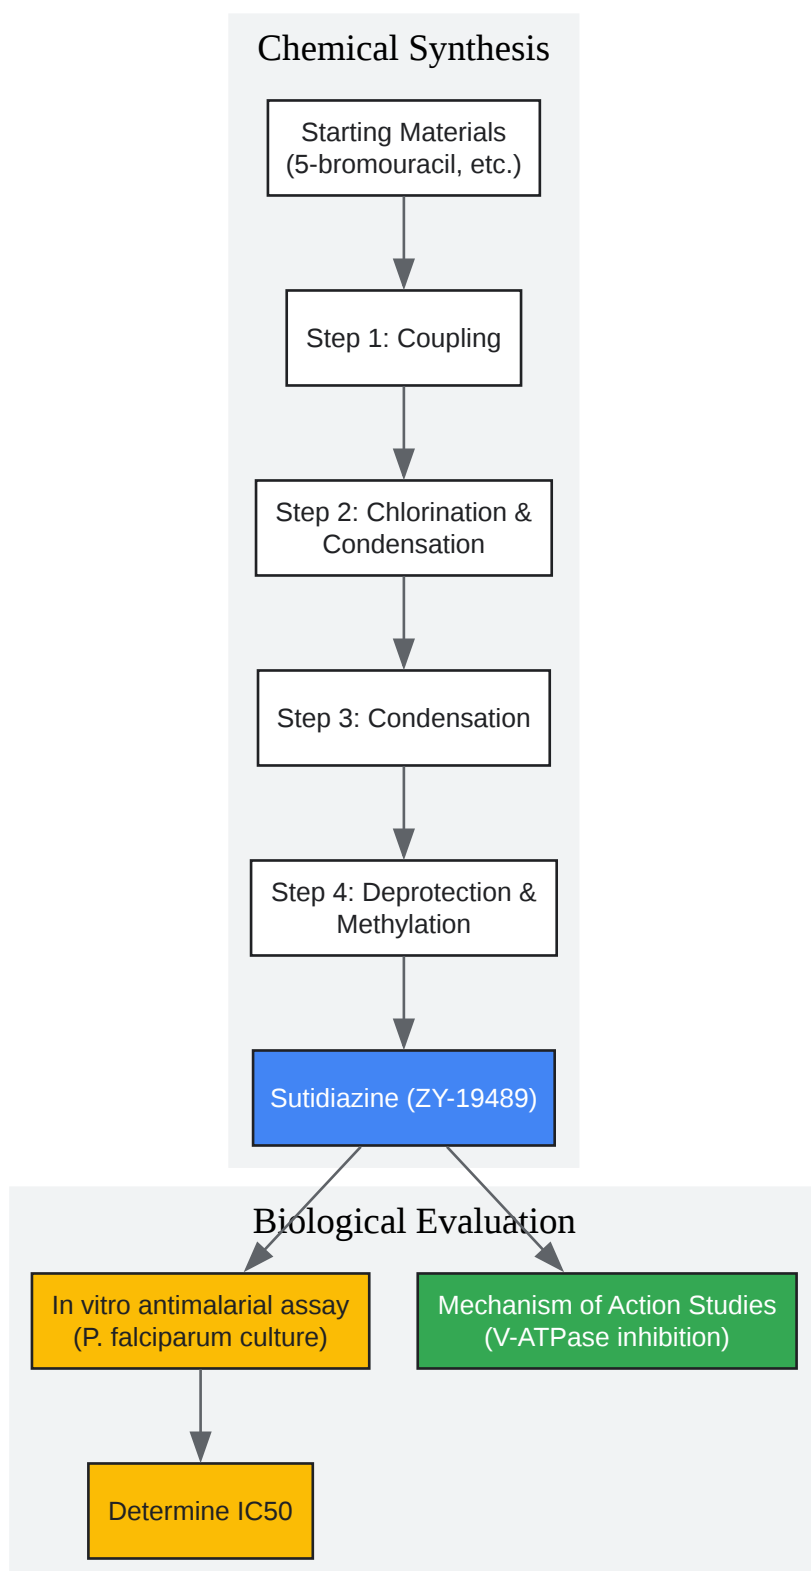 Chemical Synthesis
Starting Materials
(5-bromouracil, etc.)
Step 1: Coupling
Step 2: Chlorination &
Condensation
Step 3: Condensation
Step 4: Deprotection &
Methylation
Sutidiazine (ZY-19489)
Biological Evaluation
In vitro antimalarial assay
(P. falciparum culture)
Mechanism of Action Studies
(V-ATPase inhibition)
Determine IC50